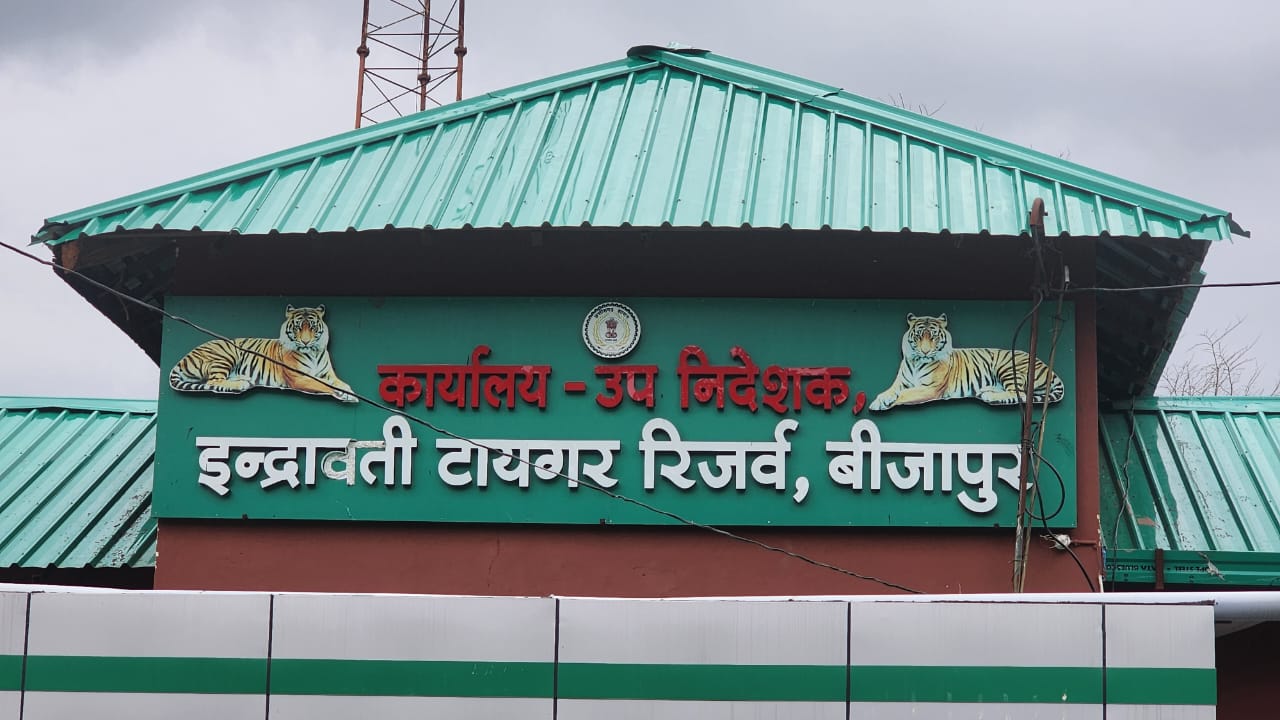 कार्यालय - उप निदेशक,
इन्द्रावती टायगर रिजर्व, बीजापुर